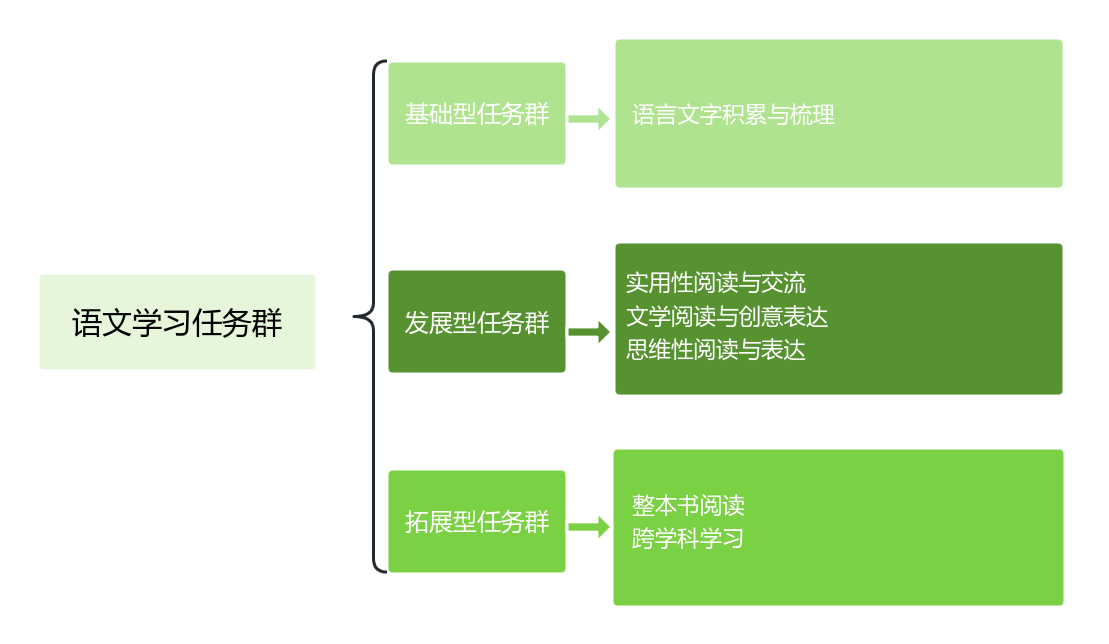 语文学习任务群
基础型任务群
语言文字积累与梳理
发展型任务群
实用性阅读与交流
文学阅读与创意表达
思维性阅读与表达
拓展型任务群
整本书阅读
跨学科学习